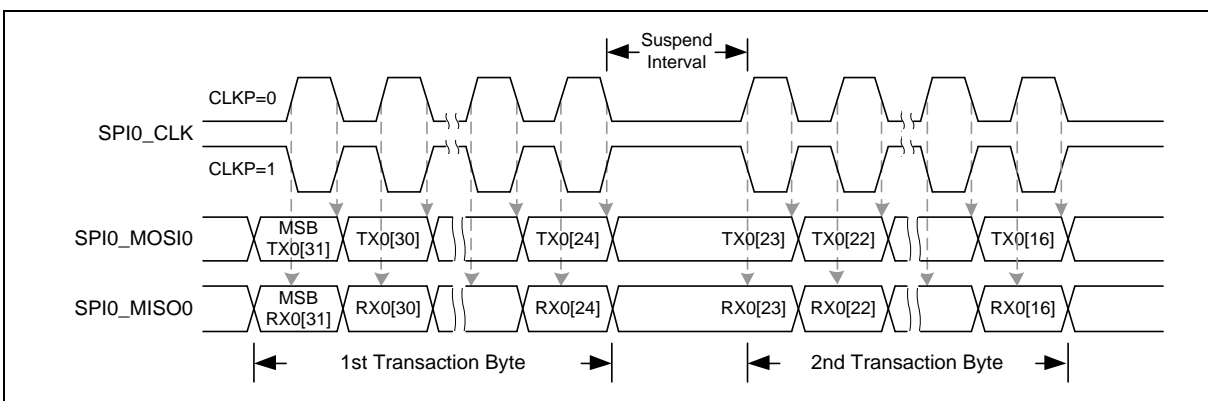 Suspend
Interval
CLKP=0
SPI0_CLK
CLKP=1
SPI0_MOSI0
MSB
TX0[31]
TX0[30]
TX0[24]
TX0[23]
TX0[22]
TX0[16]
SPI0_MISO0
MSB
RX0[31]
RX0[30]
RX0[24]
RX0[23]
RX0[22]
RX0[16]
1st Transaction Byte
2nd Transaction Byte